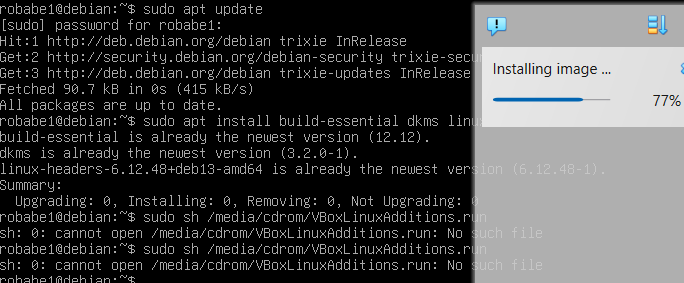 robabe1@debian:~$ sudo apt update
[sudo] password for robabe1:
Hit:1 http://deb.debian.org/debian trixie InRelease
Get:2 http://security.debian.org/debian-security trixie-sec
Get:3 http://deb.debian.org/debian trixie-updates InRelease
Fetched 90.7 kB in 0s (415 kB/s)
All packages are up to date.
robabe1@debian:~$ sudo apt install build-essential dkms linux
build-essential is already the newest version (12.12).
dkms is already the newest version (3.2.0-1).
linux-headers-6.12.48+deb13-amd64 is already the newest version (6.12.48-1).
Summary:
Upgrading: 0, Installing: 0, Removing: 0, Not Upgrading: 0
robabe1@debian:~$ sudo sh /media/cdrom/VBoxLinuxAdditions.run
sh: 0: cannot open /media/cdrom/VBoxLinuxAdditions.run: No such file
robabe1@debian:~$ sudo sh /media/cdrom/VBoxLinuxAdditions.run
sh: 0: cannot open /media/cdrom/VBoxLinuxAdditions.run: No such file
robabe1@debian:~$
Installing image ...
77%